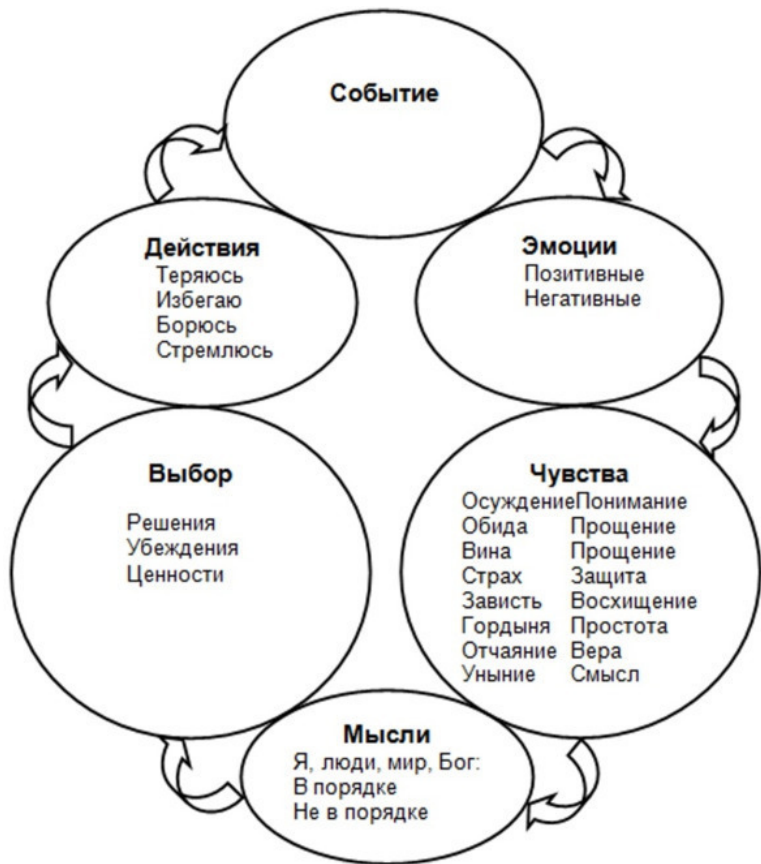 Событие
Действия
Теряюсь
Избегаю
Борюсь
Стремлюсь
Эмоции
Позитивные
Негативные
Выбор
Решения
Убеждения
Ценности
Чувства
ОсуждениеПонимание
Обида Прощение
Вина Прощение
Страх Защита
Зависть Восхищение
Гордыня Простота
Отчаяние Вера
Уныние Смысл
Мысли
Я, люди, мир, Бог:
В порядке
Не в порядке